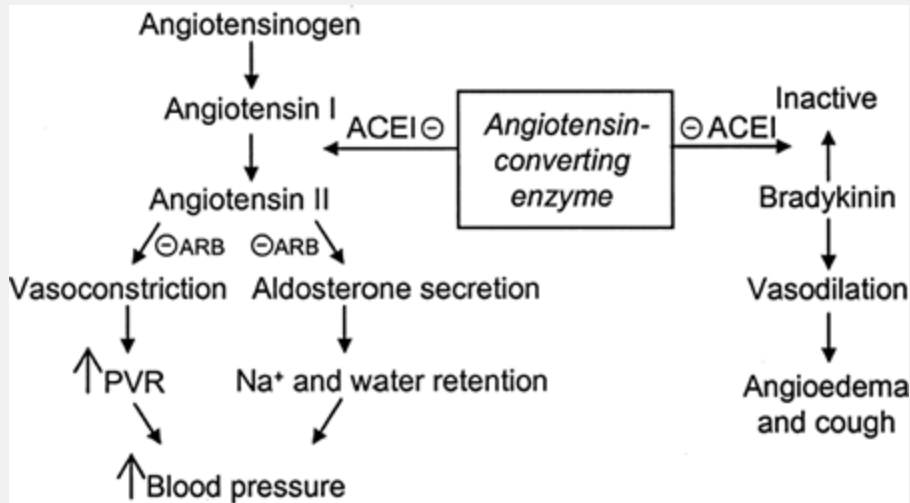 Angiotensinogen
Angiotensin I
ACEI ⊖
Angiotensin-
converting
enzyme
⊖ ACEI
Inactive
Angiotensin II
Bradykinin
⊖ARB ⊖ARB
Vasoconstriction
Aldosterone secretion
Vasodilation
↑PVR
Na⁺ and water retention
Angioedema
and cough
↑Blood pressure